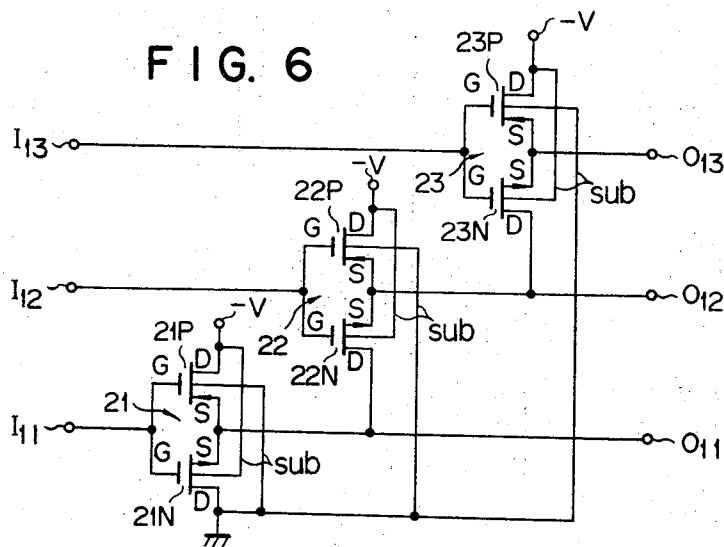 FIG. 6
-V
23P
G
D
I13
S
O13
23
G
S
sub
23N
D
-V
22P
G
D
I12
S
O12
22
G
S
sub
22N
D
-V
21P
G
D
21
S
I11
O11
G
S
sub
21N
D